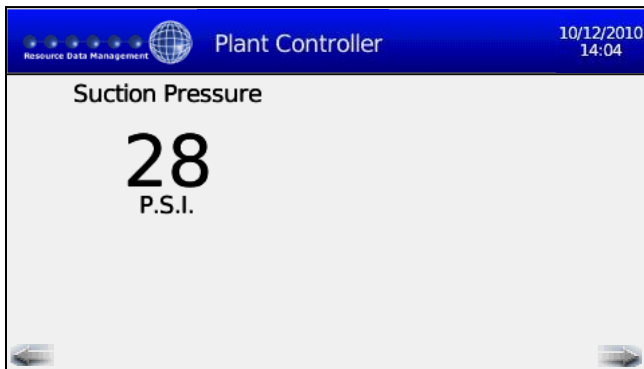 Resource Data Management
Plant Controller
10/12/2010
14:04
Suction Pressure
28
P.S.I.